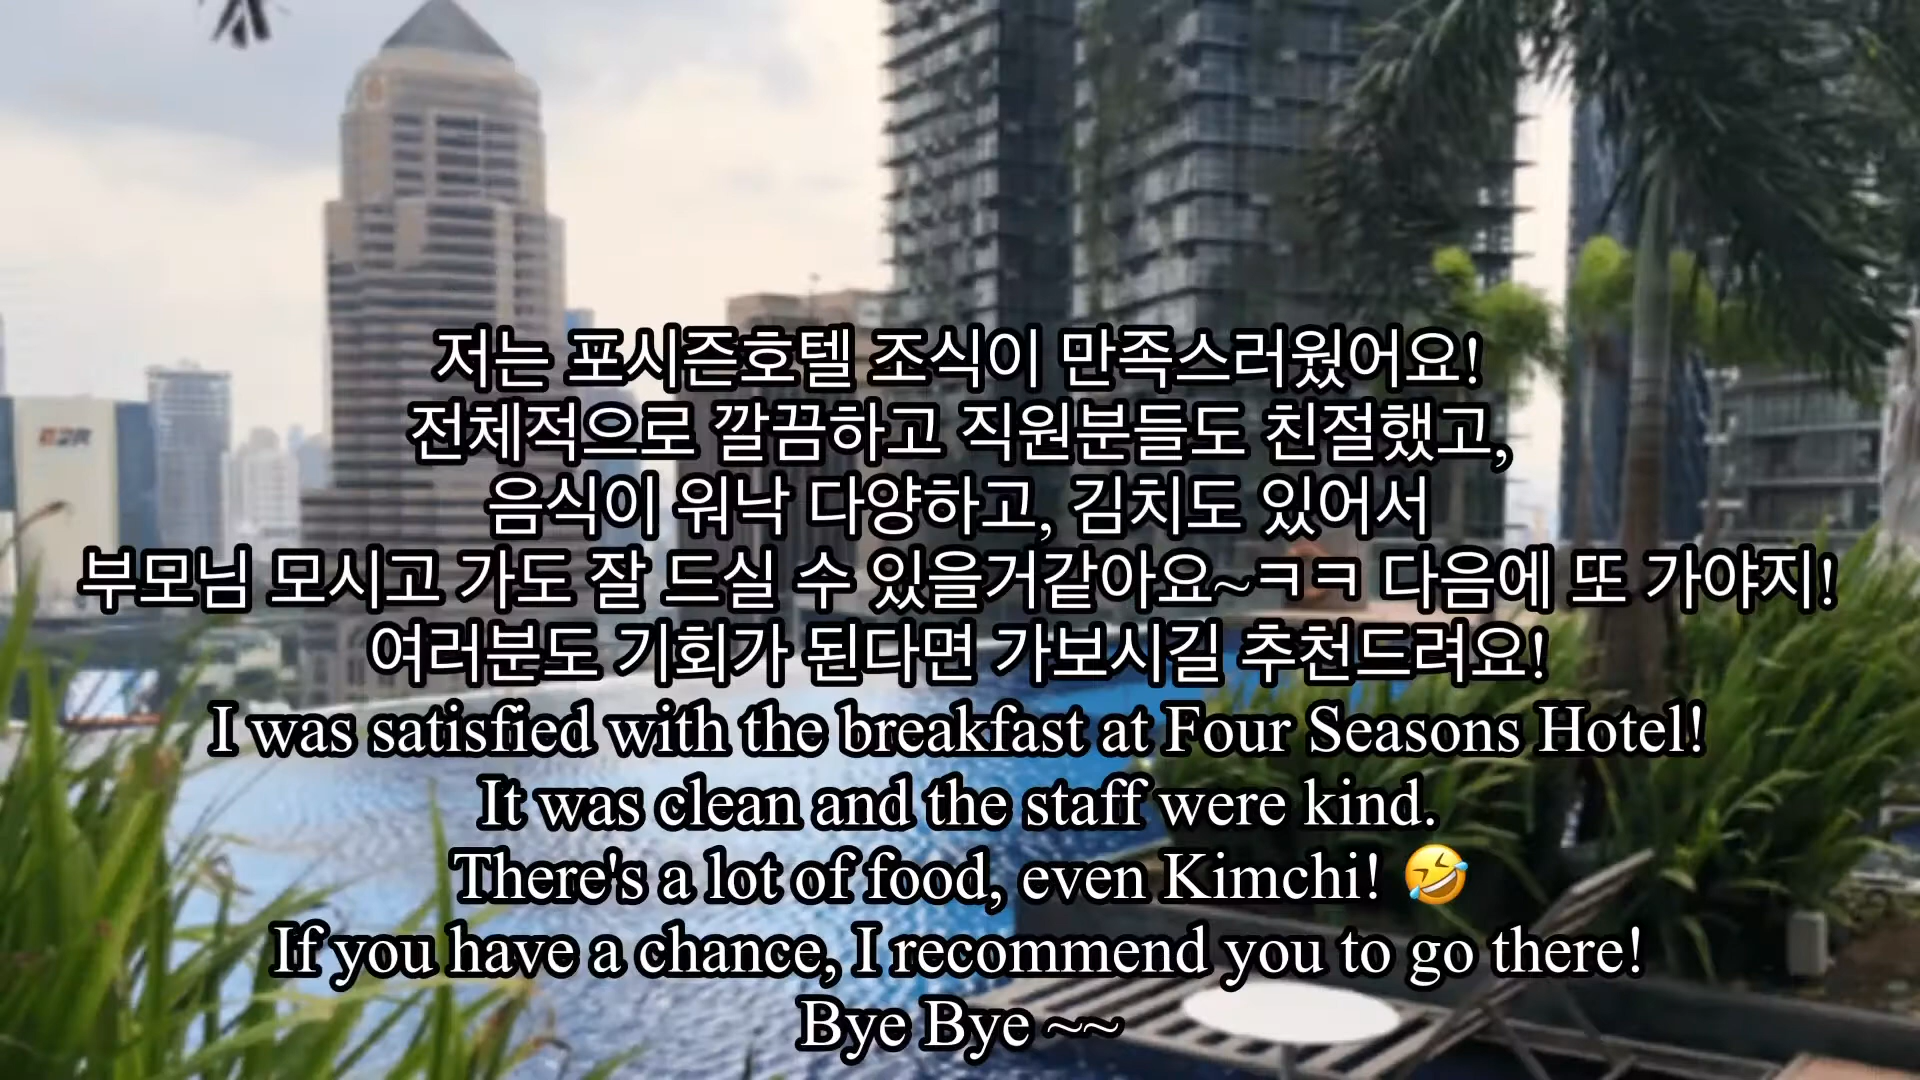 저는 포시즌호텔 조식이 만족스러웠어요!
전체적으로 깔끔하고 직원분들도 친절했고,
음식이 워낙 다양하고, 김치도 있어서
부모님 모시고 가도 잘 드실 수 있을거같아요~ㅋㅋ 다음에 또 가야지!
여러분도 기회가 된다면 가보시길 추천드려요!
I was satisfied with the breakfast at Four Seasons Hotel!
It was clean and the staff were kind.
There's a lot of food, even Kimchi! 🤣
If you have a chance, I recommend you to go there!
Bye Bye ~~